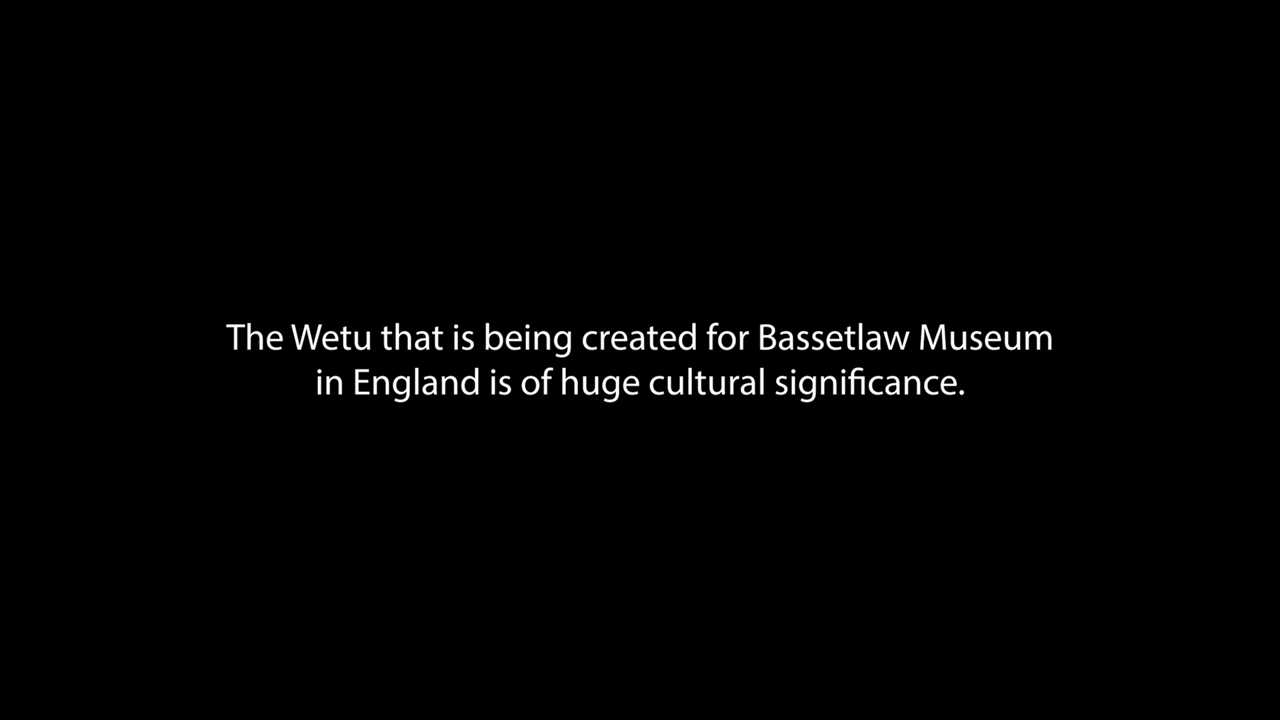 The Wetu that is being created for Bassetlaw Museum
in England is of huge cultural significance.